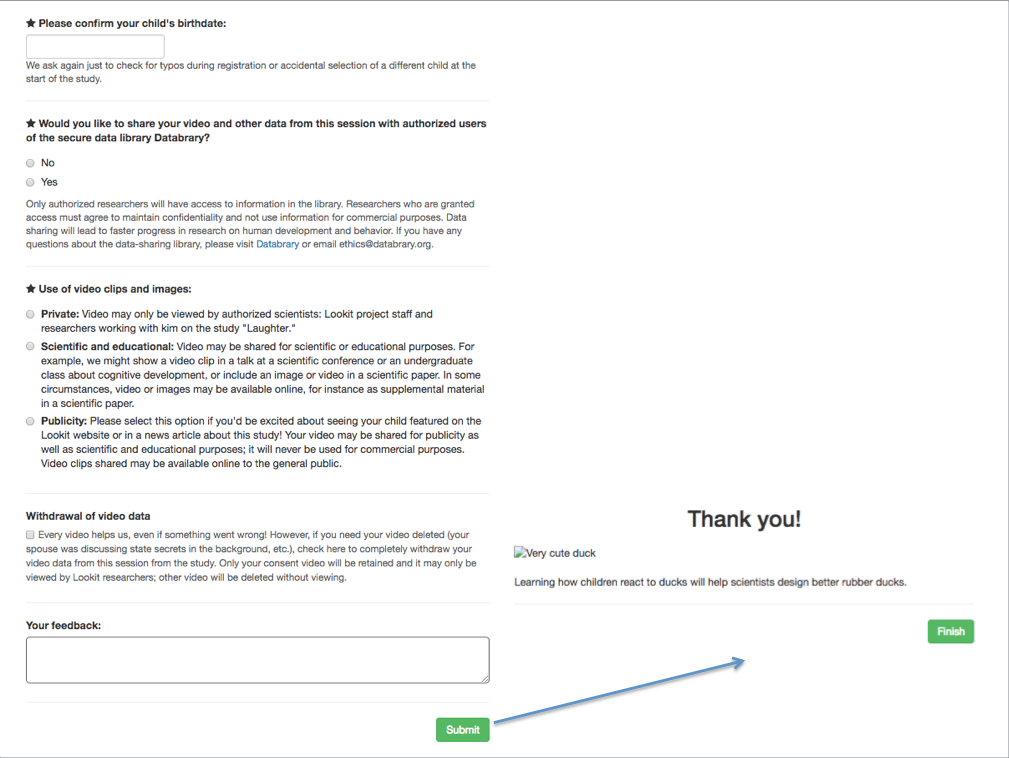 ★ Please confirm your child's birthdate:
We ask again just to check for typos during registration or accidental selection of a different child at the
start of the study.
★ Would you like to share your video and other data from this session with authorized users
of the secure data library Databrary?
No
Yes
Only authorized researchers will have access to information in the library. Researchers who are granted
access must agree to maintain confidentiality and not use information for commercial purposes. Data
sharing will lead to faster progress in research on human development and behavior. If you have any
questions about the data-sharing library, please visit Databrary or email ethics@databrary.org.
★ Use of video clips and images:
Private: Video may only be viewed by authorized scientists: Lookit project staff and
researchers working with kim on the study "Laughter."
Scientific and educational: Video may be shared for scientific or educational purposes. For
example, we might show a video clip in a talk at a scientific conference or an undergraduate
class about cognitive development, or include an image or video in a scientific paper. In some
circumstances, video or images may be available online, for instance as supplemental material
in a scientific paper.
Publicity: Please select this option if you'd be excited about seeing your child featured on the
Lookit website or in a news article about this study! Your video may be shared for publicity as
well as scientific and educational purposes; it will never be used for commercial purposes.
Video clips shared may be available online to the general public.
Withdrawal of video data
Every video helps us, even if something went wrong! However, if you need your video deleted (your
spouse was discussing state secrets in the background, etc.), check here to completely withdraw your
video data from this session from the study. Only your consent video will be retained and it may only be
viewed by Lookit researchers; other video will be deleted without viewing.
Your feedback:
Submit
Thank you!
Very cute duck
Learning how children react to ducks will help scientists design better rubber ducks.
Finish